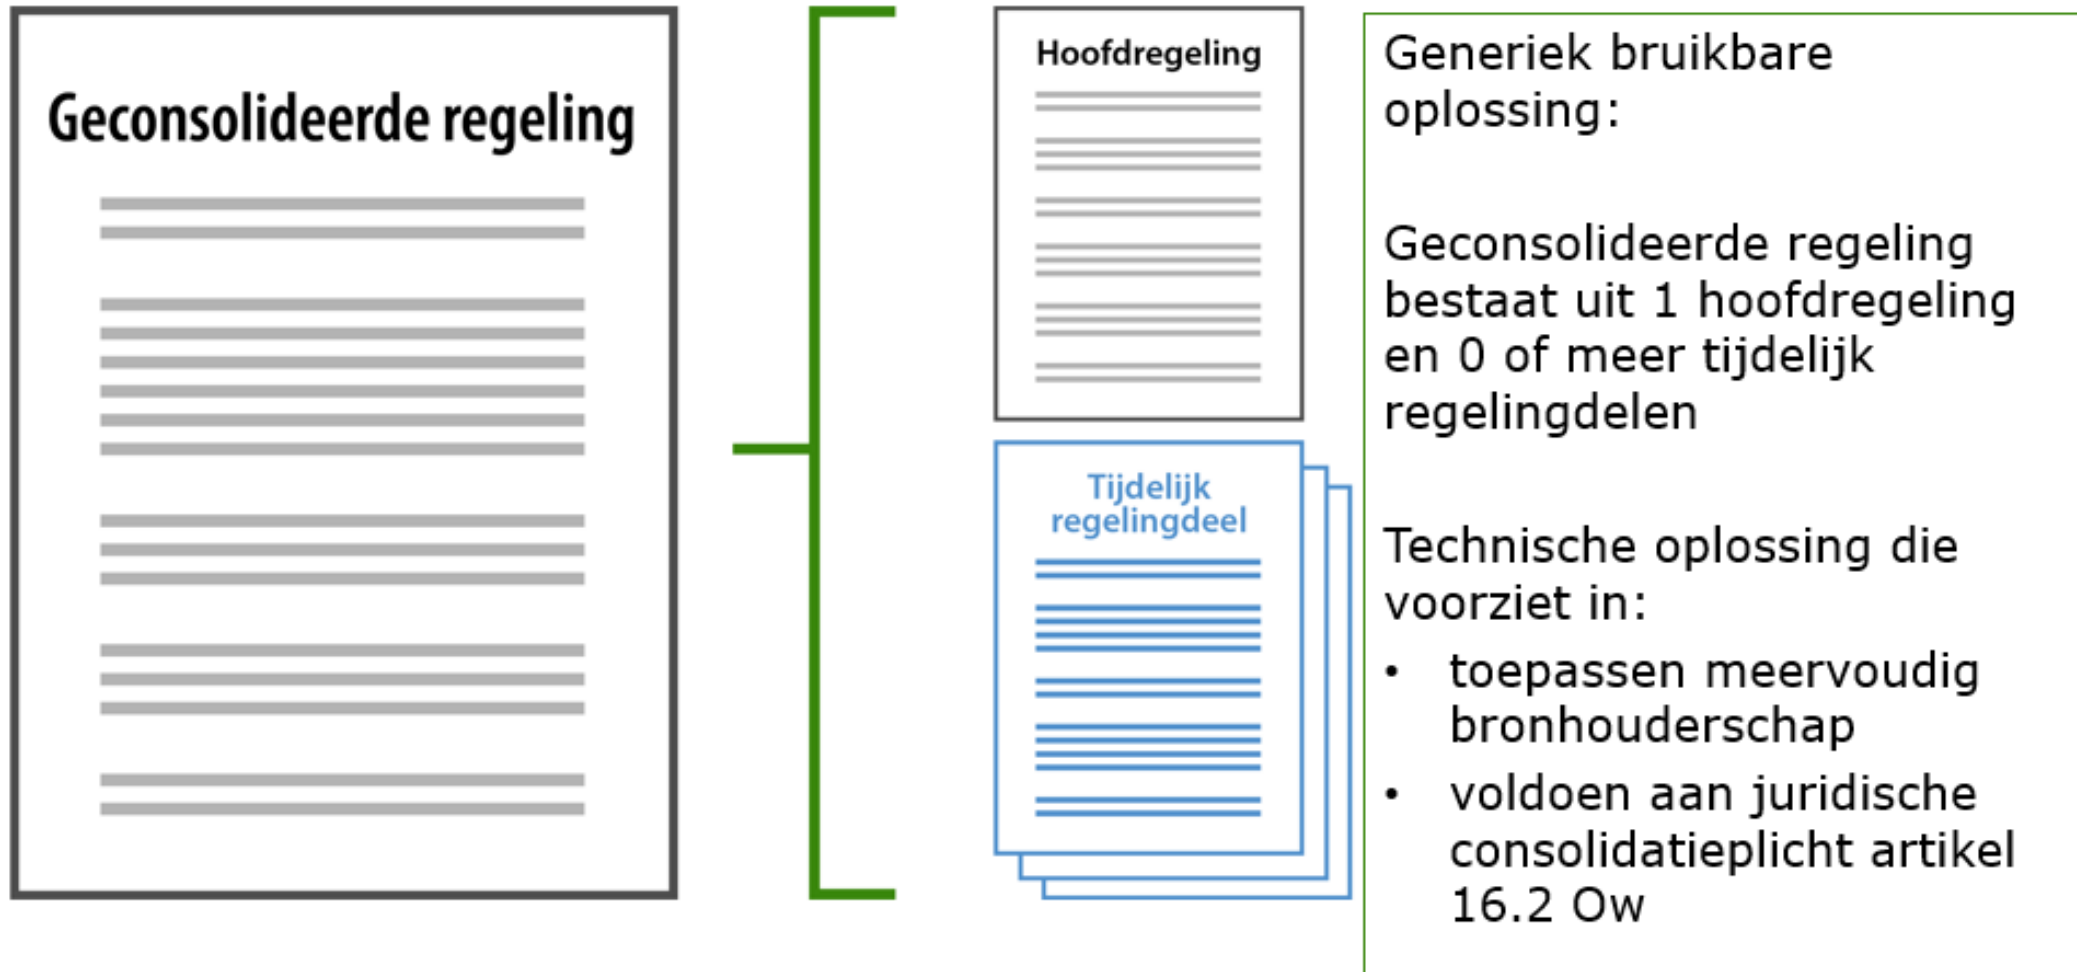 Geconsolideerde regeling
Hoofdregeling
Tijdelijk
regelingdeel
Generiek bruikbare
oplossing:
Geconsolideerde regeling
bestaat uit 1 hoofdregeling
en 0 of meer tijdelijk
regelingdelen
Technische oplossing die
voorziet in:
• toepassen meervoudig
bronhouderschap
• voldoen aan juridische
consolidatieplicht artikel
16.2 Ow